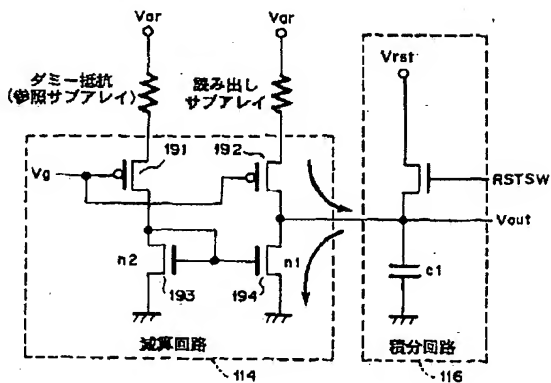 Var
Var
ダミー抵抗
(参照サブアレイ)
読み出し
サブアレイ
Vrst
191
192
Vg
RSTSW
Vout
n2
n1
c1
193
194
減算回路
積分回路
114
116